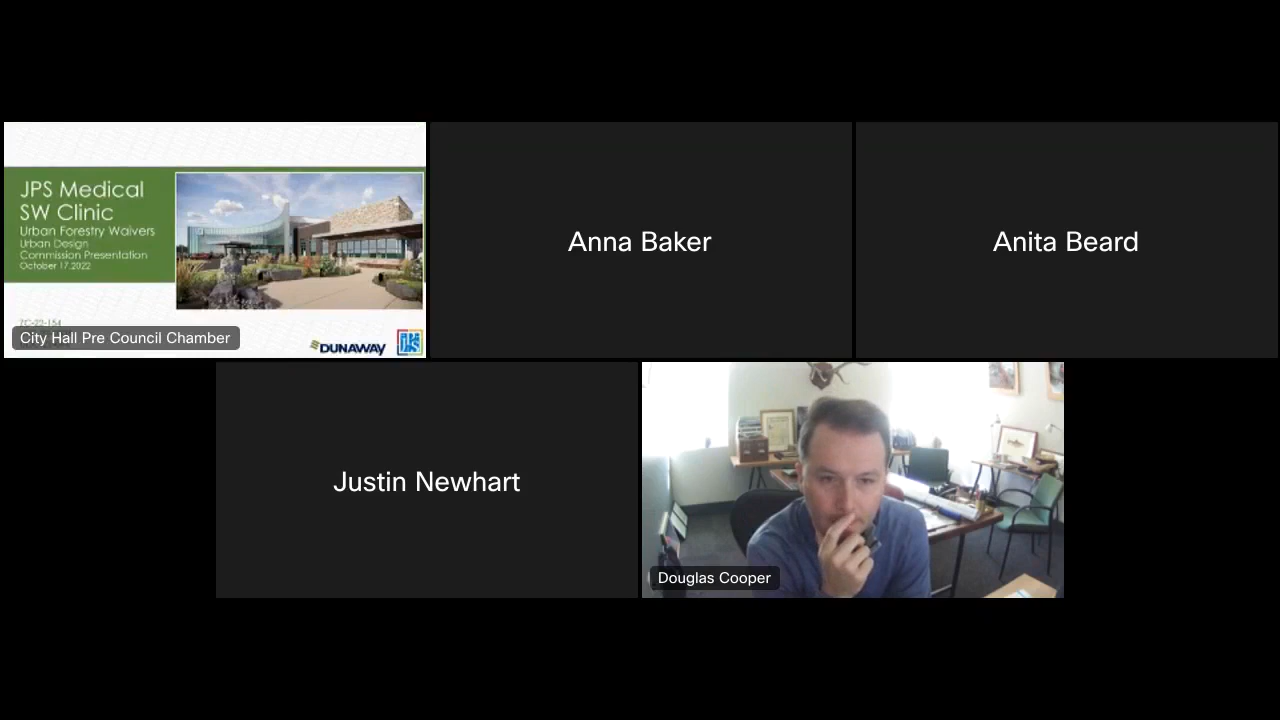 JPS Medical
SW Clinic
Urban Forestry Waivers
Urban Design
Commission Presentation
October 17,2022
City Hall Pre Council Chamber
DUNAWAY
JPS
Anna Baker
Anita Beard
Justin Newhart
Douglas Cooper